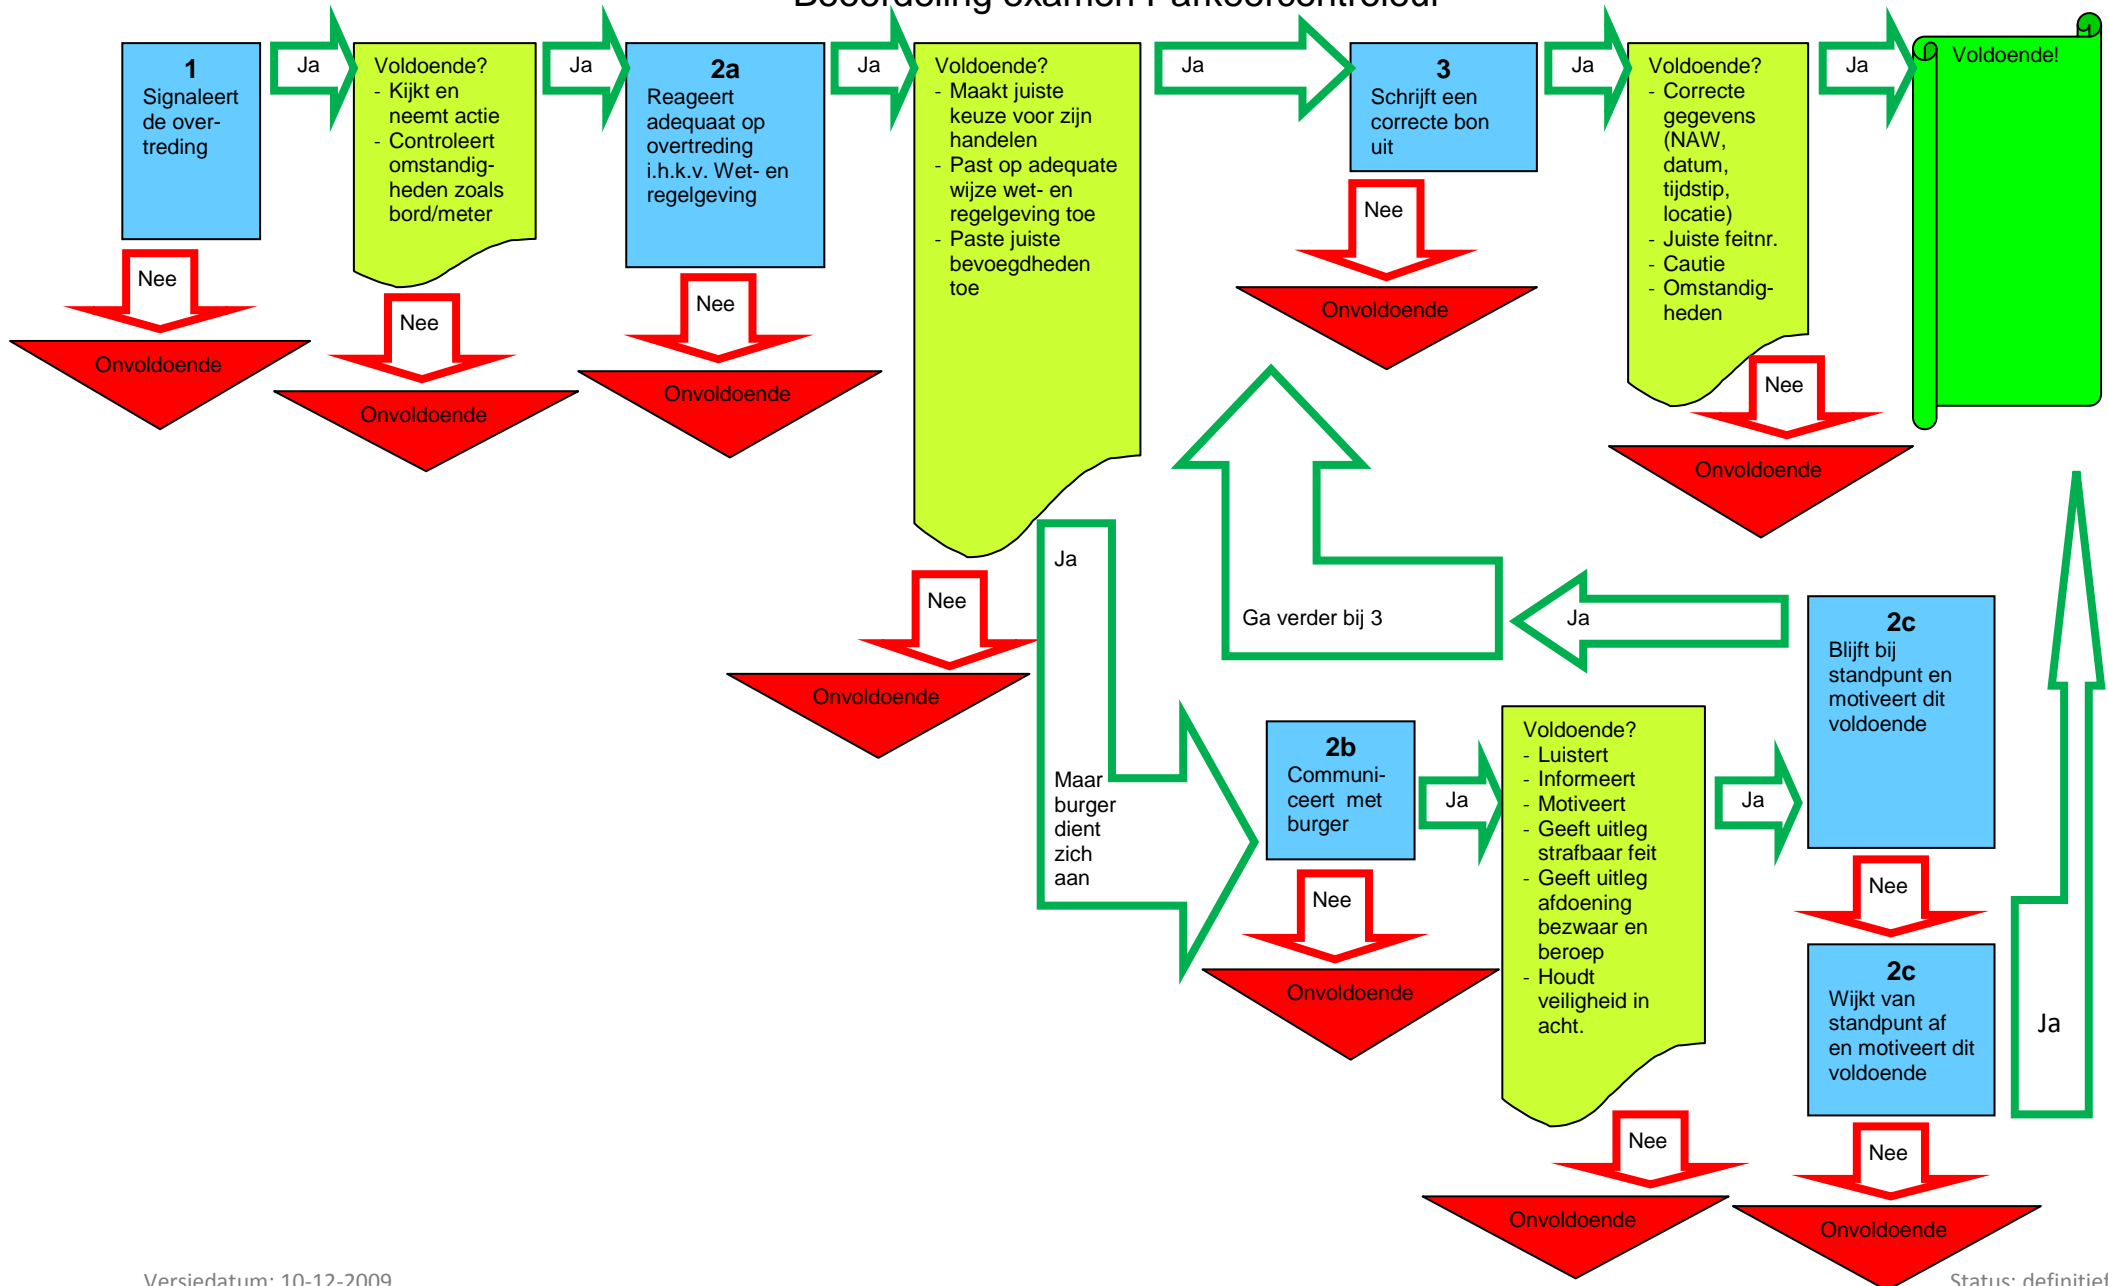 Beoordeling examen Parkeercontroleur
1
Signaleert
de over-
treding
Ja
Nee
Onvoldoende
Voldoende?
- Kijkt en
neemt actie
- Controleert
omstandig-
heden zoals
bord/meter
Ja
Nee
Onvoldoende
2a
Reageert
adequaat op
overtreding
i.h.k.v. Wet- en
regelgeving
Ja
Nee
Onvoldoende
Voldoende?
- Maakt juiste
keuze voor zijn
handelen
- Past op adequate
wijze wet- en
regelgeving toe
- Paste juiste
bevoegdheden
toe
Ja
Nee
Onvoldoende
3
Schrijft een
correcte bon
uit
Ja
Nee
Onvoldoende
Voldoende?
- Correcte
gegevens
(NAW,
datum,
tijdstip,
locatie)
- Juiste feitnr.
- Cautie
- Omstandig-
heden
Ja
Nee
Onvoldoende
Voldoende!
Ja
Maar
burger
dient
zich
aan
2b
Communi-
ceert met
burger
Ja
Nee
Onvoldoende
Voldoende?
- Luistert
- Informeert
- Motiveert
- Geeft uitleg
strafbaar feit
- Geeft uitleg
afdoening
bezwaar en
beroep
- Houdt
veiligheid in
acht.
Ja
Nee
Onvoldoende
2c
Blijft bij
standpunt en
motiveert dit
voldoende
Ja
Ga verder bij 3
Nee
2c
Wijkt van
standpunt af
en motiveert dit
voldoende
Ja
Nee
Onvoldoende
Versiedatum: 10-12-2009
Status: definitief